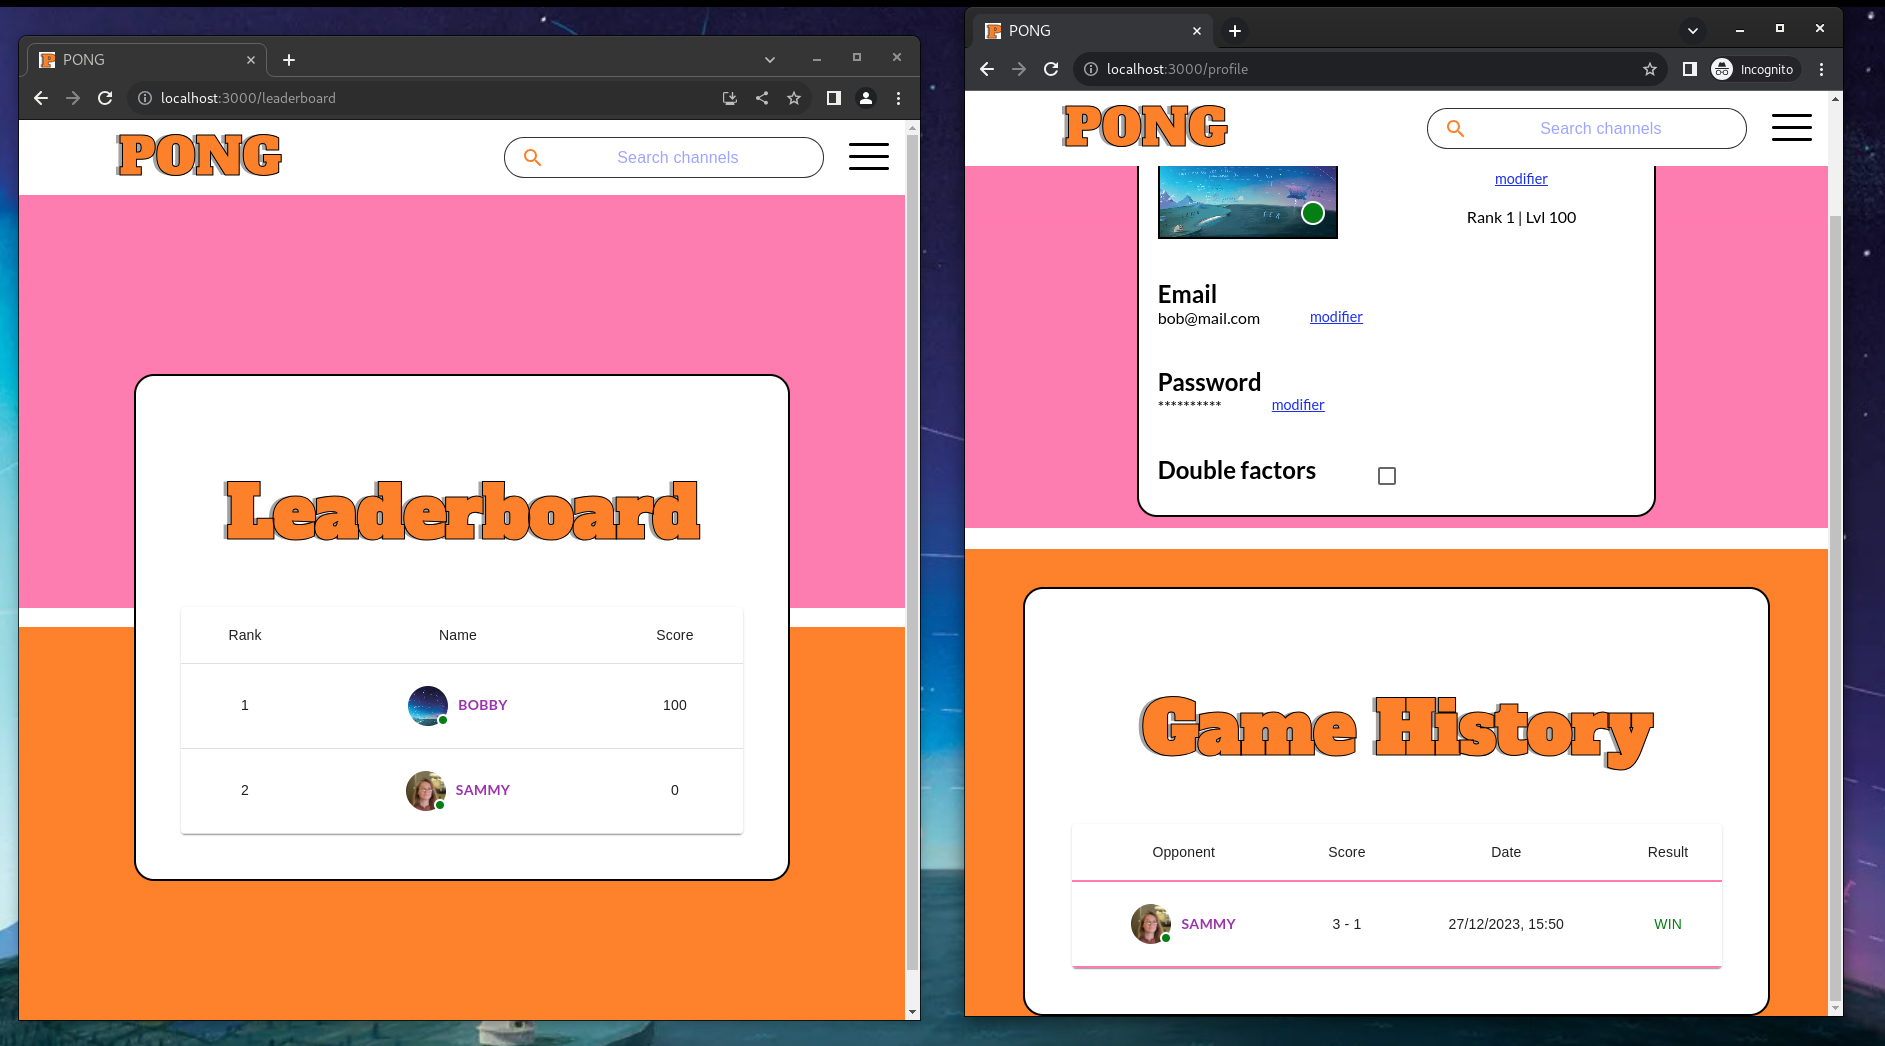 PONG
localhost:3000/leaderboard
PONG
Search channels
Leaderboard
Rank Name Score
1 BOBBY 100
2 SAMMY 0
PONG
localhost:3000/profile
Incognito
PONG
Search channels
modifier
Rank 1 | Lvl 100
Email
bob@mail.com modifier
Password
********** modifier
Double factors
Game History
Opponent Score Date Result
SAMMY 3 - 1 27/12/2023, 15:50 WIN